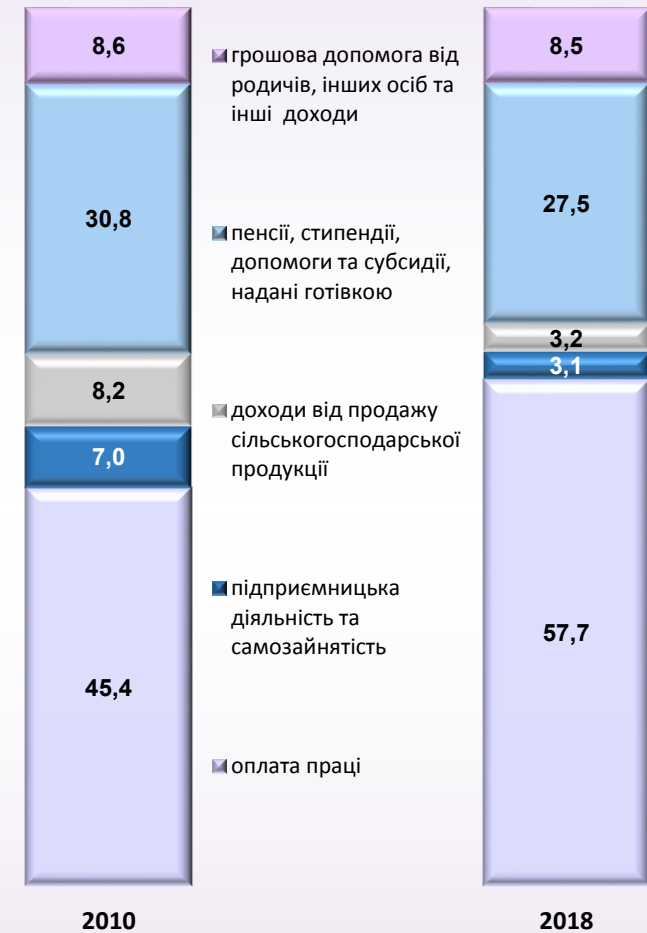 8,6
30,8
8,2
7,0
45,4
2010
грошова допомога від
родичів, інших осіб та
інші доходи
пенсії, стипендії,
допомоги та субсидії,
надані готівкою
доходи від продажу
сільськогосподарської
продукції
підприємницька
діяльність та
самозайнятість
оплата праці
8,5
27,5
3,2
3,1
57,7
2018